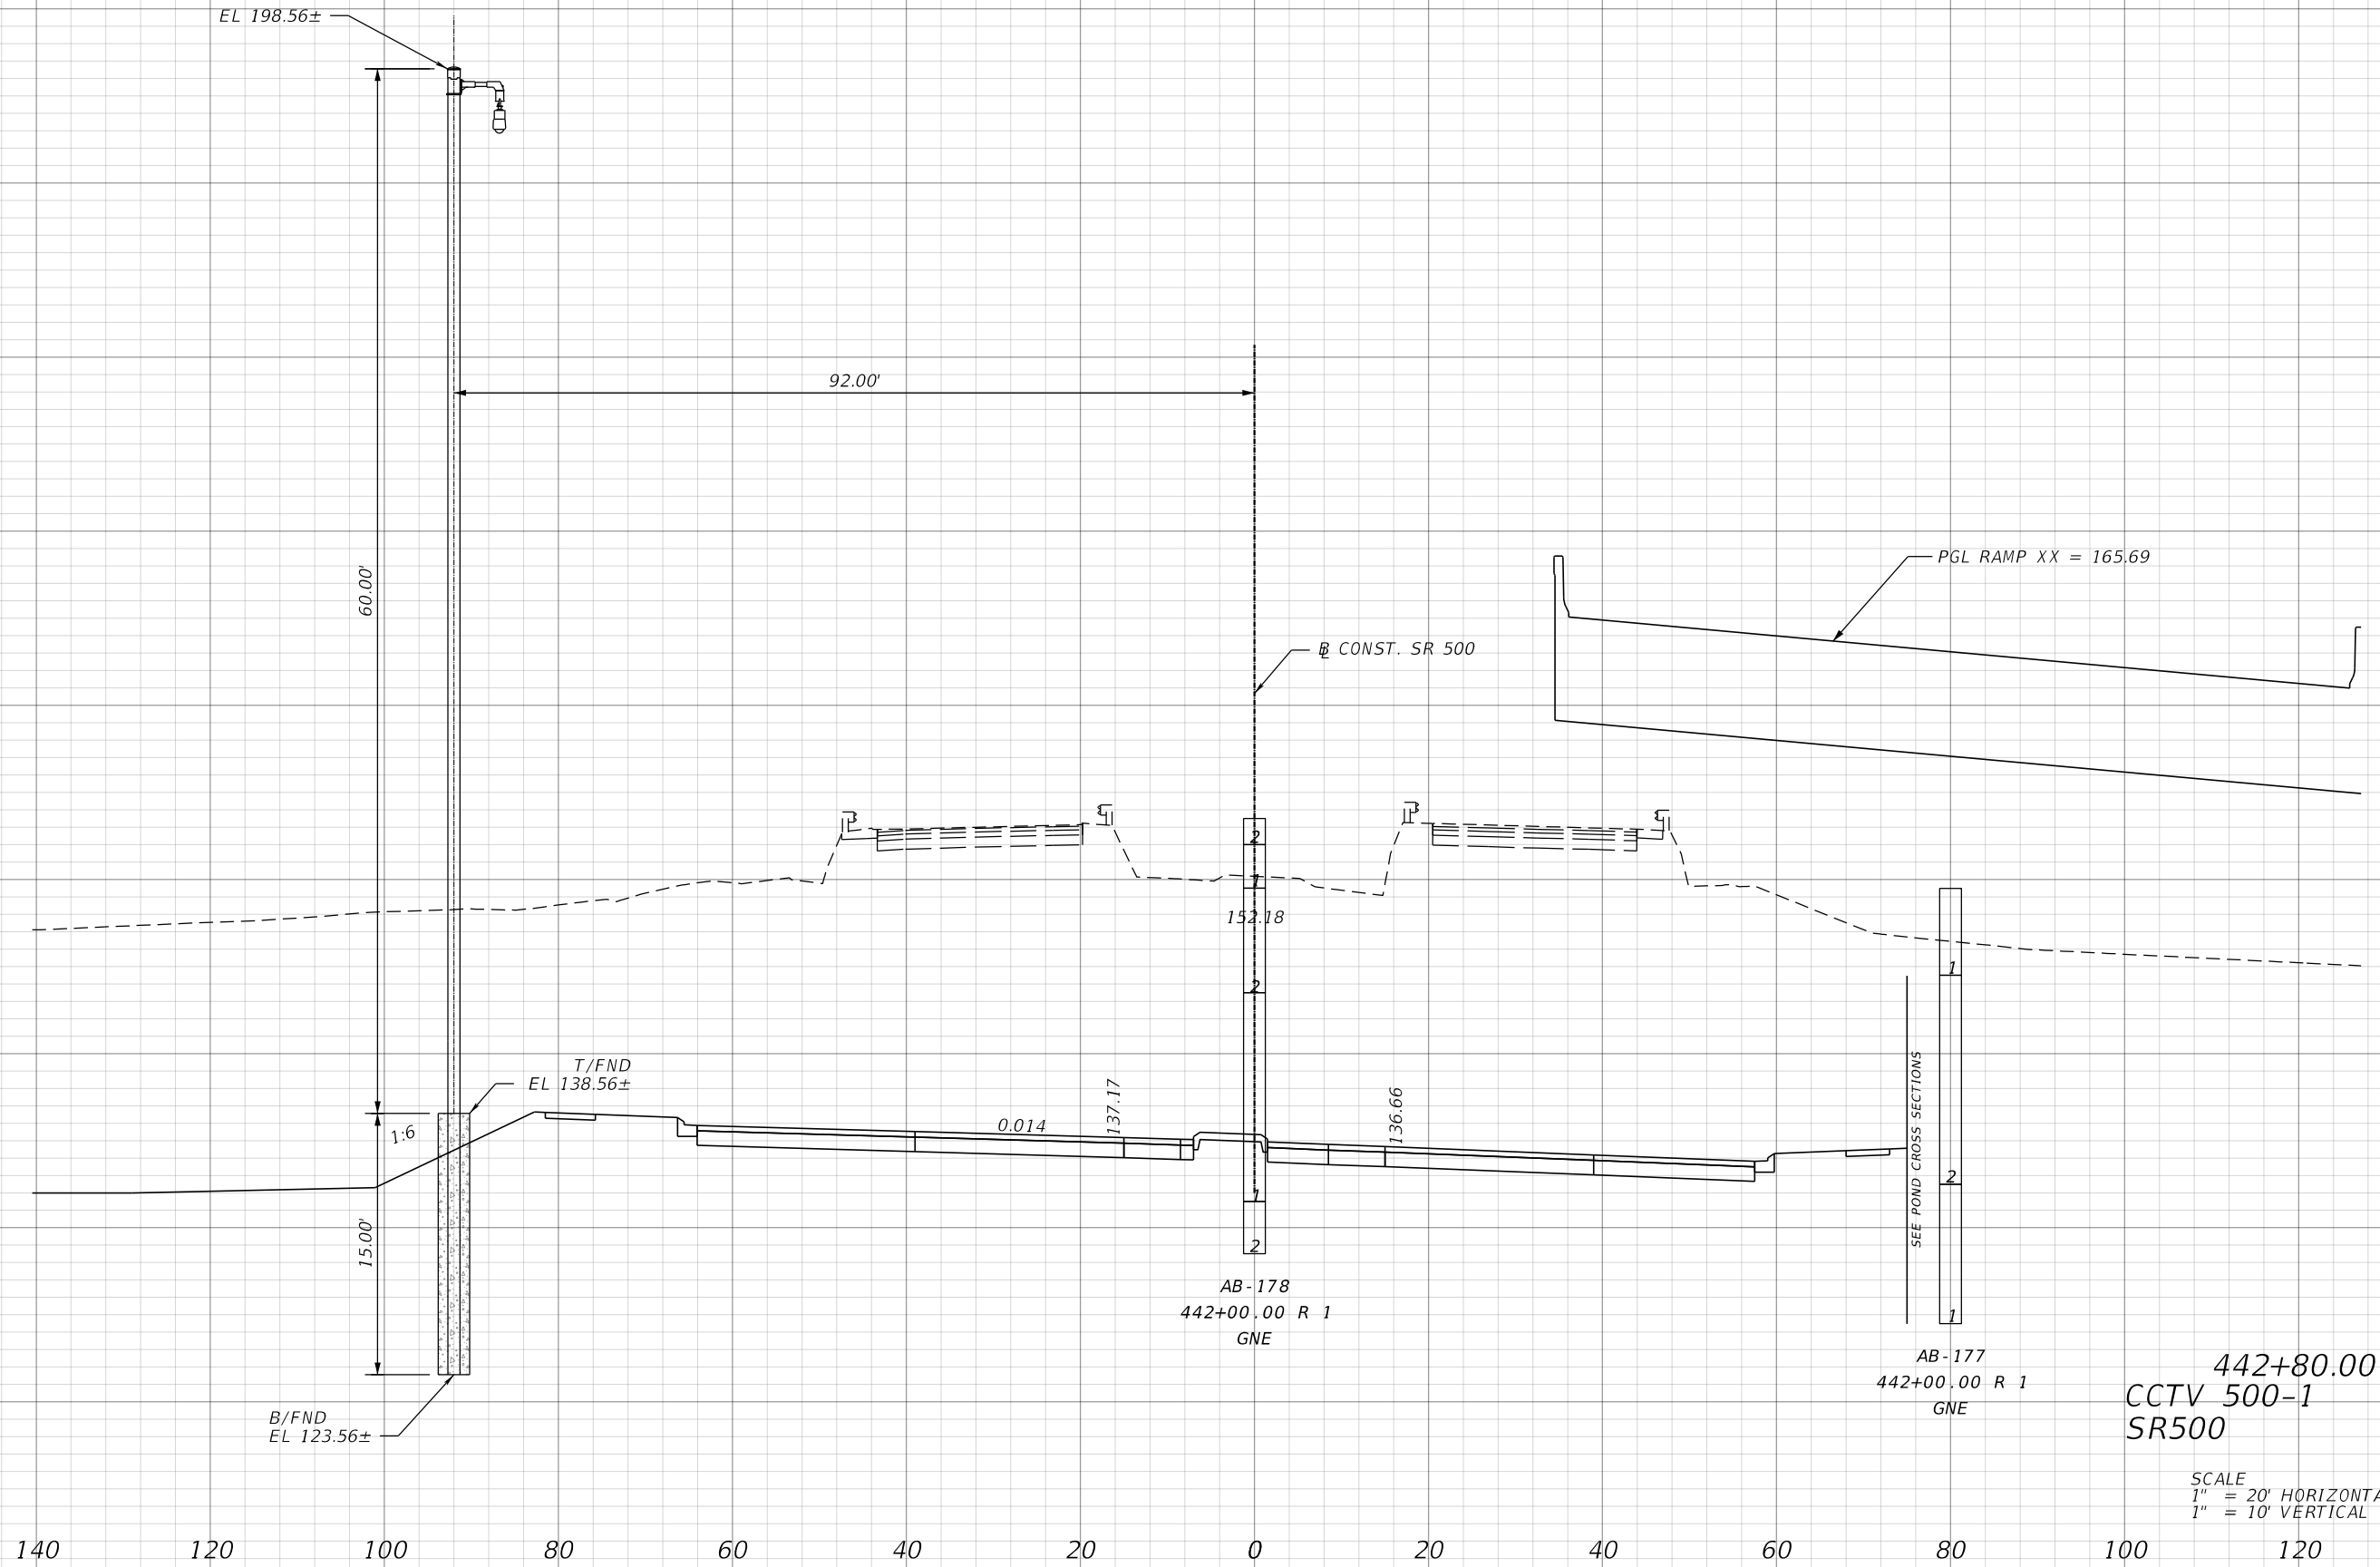 EL 198.56±
92.00'
60.00'
PGL RAMP XX = 165.69
BL CONST. SR 500
2
1
152.18
2
1
T/FND
EL 138.56±
1:6
0.014
137.17
136.66
SEE POND CROSS SECTIONS
2
1
2
1
15.00'
AB-178
442+00.00 R 1
GNE
AB-177
442+00.00 R 1
GNE
442+80.00
CCTV 500-1
SR500
B/FND
EL 123.56±
SCALE
1" = 20' HORIZONTA
1" = 10' VERTICAL
140 120 100 80 60 40 20 0 20 40 60 80 100 120